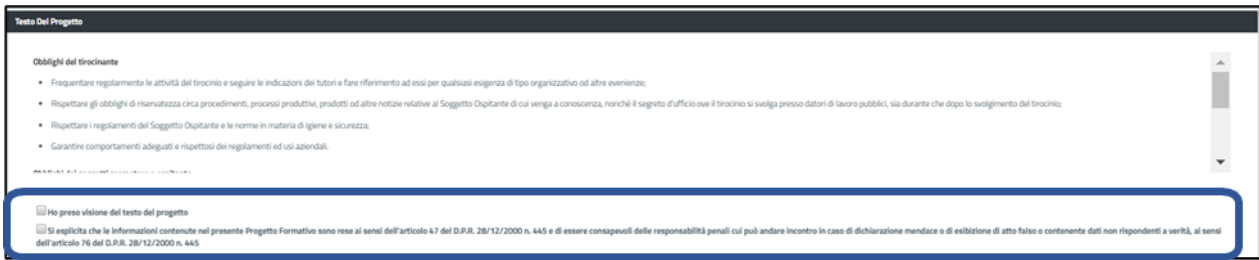 Testo Del Progetto
Obblighi del tirocinante
Frequentare regolarmente le attività del tirocinio e seguire le indicazioni dei tutori e fare riferimento ad essi per qualsiasi esigenza di tipo organizzativo od altre evenienze;
Rispettare gli obblighi di riservatezza circa procedimenti, processi produttivi, prodotti od altre notizie relative al Soggetto Ospitante di cui venga a conoscenza, nonché il segreto d'ufficio ove il tirocinio si svolga presso datori di lavoro pubblici, sia durante che dopo lo svolgimento del tirocinio;
Rispettare i regolamenti del Soggetto Ospitante e le norme in materia di igiene e sicurezza;
Garantire comportamenti adeguati e rispettosi dei regolamenti ed usi aziendali.
Ho preso visione del testo del progetto
Si esplicita che le informazioni contenute nel presente Progetto Formativo sono rese ai sensi dell'articolo 47 del D.P.R. 28/12/2000 n. 445 e di essere consapevoli delle responsabilità penali cui può andare incontro in caso di dichiarazione mendace o di esibizione di atto falso o contenente dati non rispondenti a verità, ai sensi
dell'articolo 76 del D.P.R. 28/12/2000 n. 445